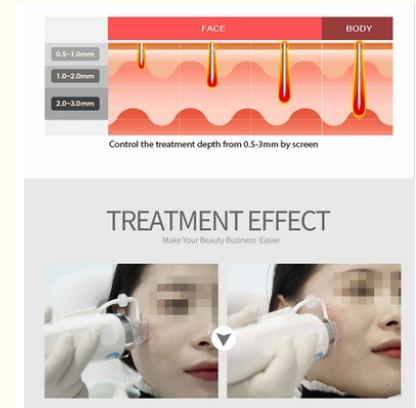 FACE
BODY
0.5~1.0mm
1.0~2.0mm
2.0~3.0mm
Control the treatment depth from 0.5-3mm by screen
TREATMENT EFFECT
Make Your Beauty Business Easier